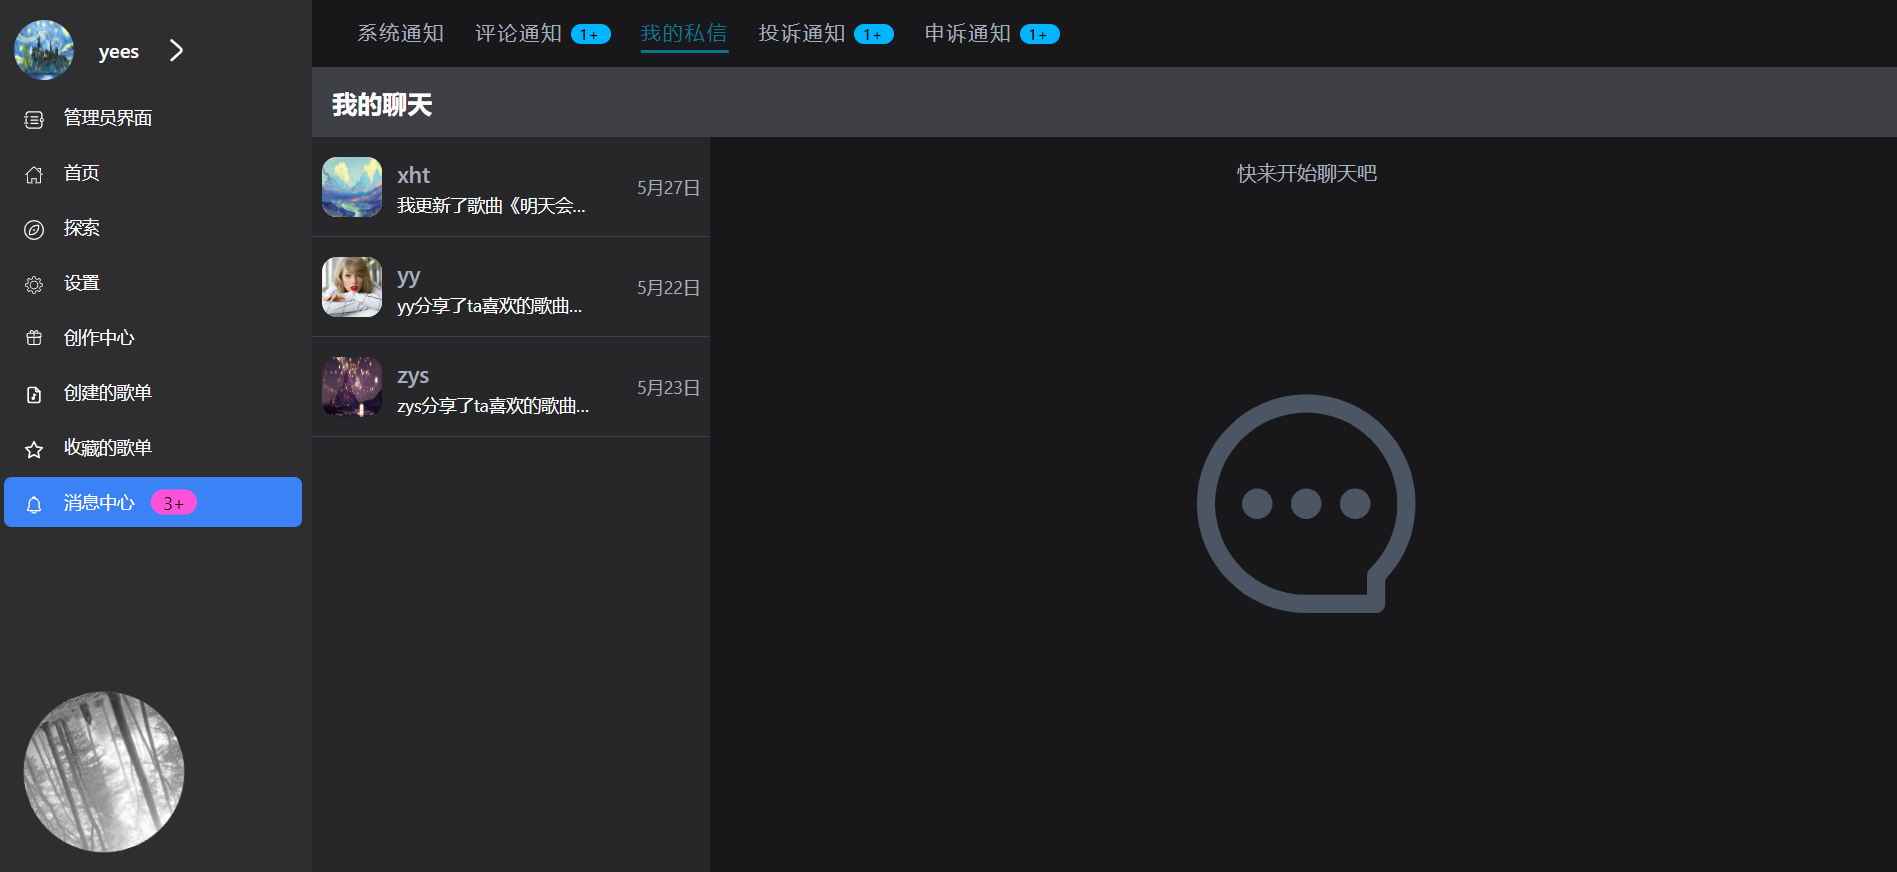 yees
管理员界面
首页
探索
设置
创作中心
创建的歌单
收藏的歌单
消息中心 3+
系统通知 评论通知 1+ 我的私信 投诉通知 1+ 申诉通知 1+
我的聊天
xht
我更新了歌曲《明天会...
5月27日
yy
yy分享了ta喜欢的歌曲...
5月22日
zys
zys分享了ta喜欢的歌曲...
5月23日
快来开始聊天吧